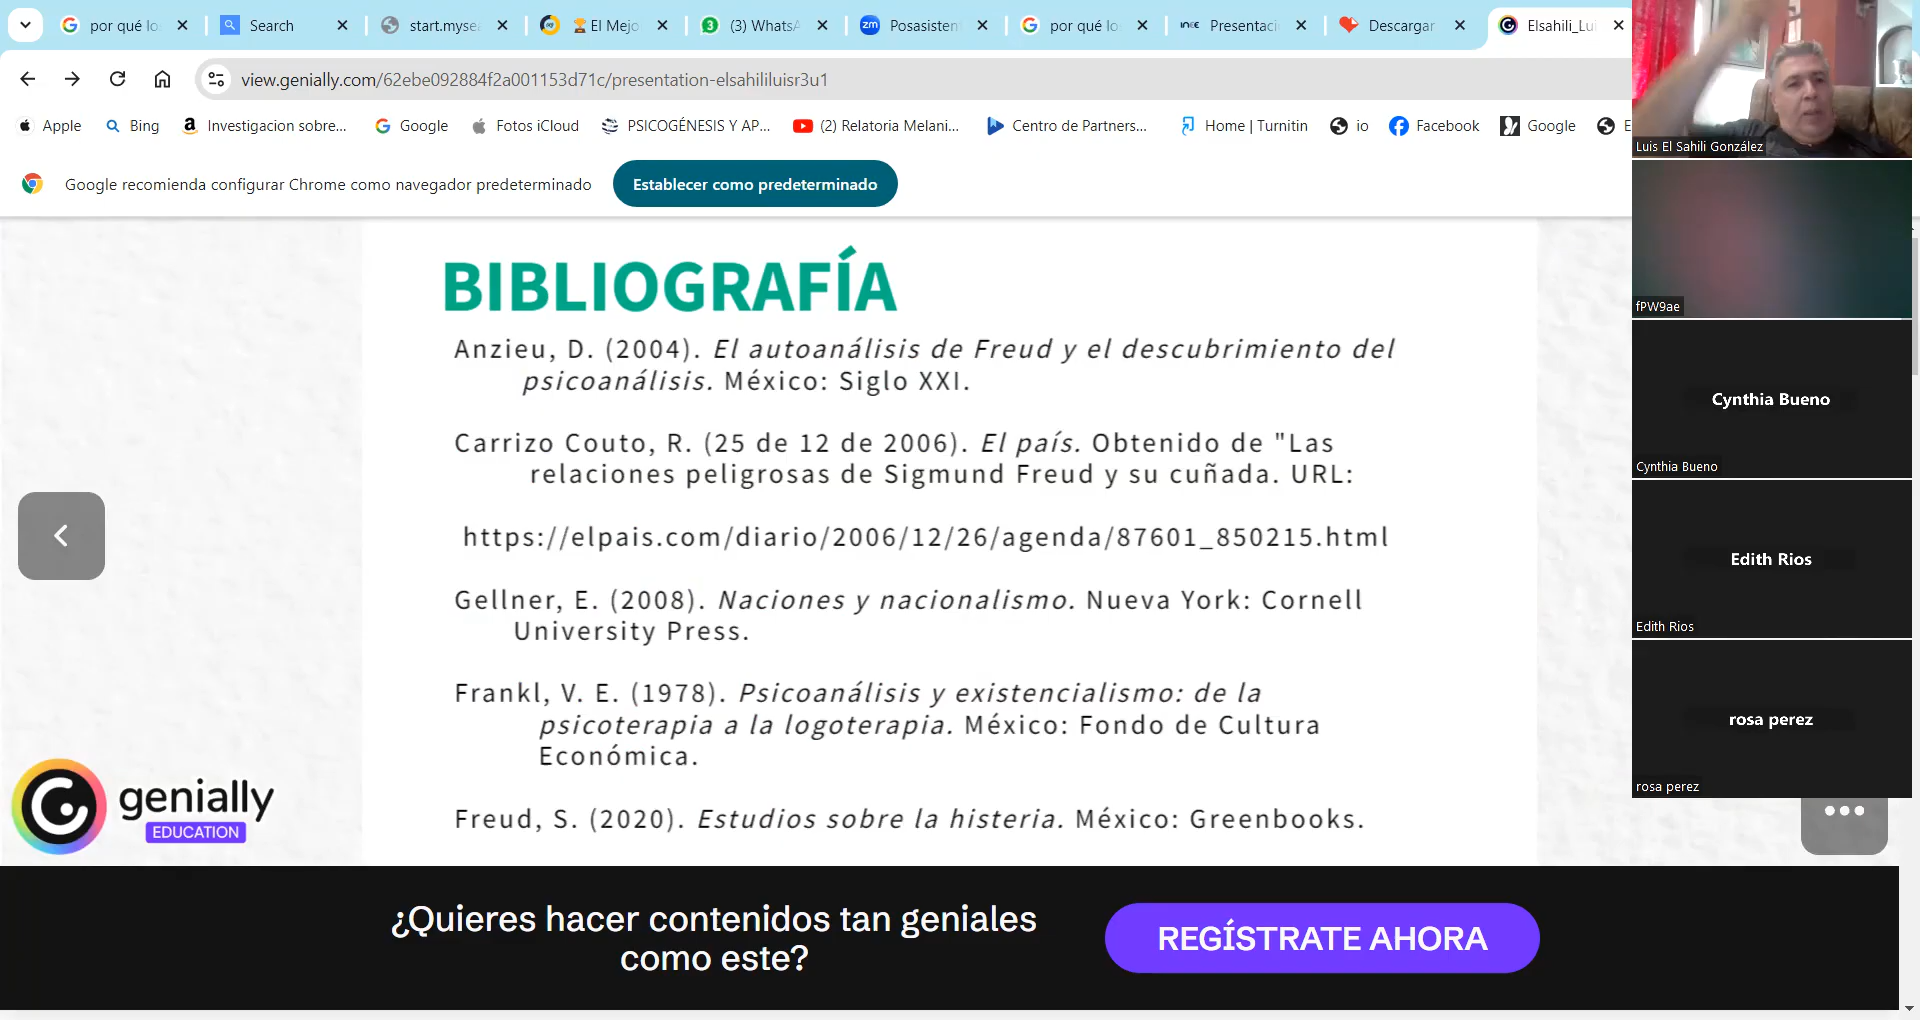 por qué lo
Search
start.myse
El Mejo
(3) WhatsA
Posasisten
por qué lo
INEE Presentaci
Descargar
Elsahili_Lui
view.genially.com/62ebe092884f2a001153d71c/presentation-elsahililuisr3u1
Apple
Bing
Investigacion sobre...
Google
Fotos iCloud
PSICOGÉNESIS Y AP...
(2) Relatoria Melani...
Centro de Partners...
Home | Turnitin
io
Facebook
Google
E
Google recomienda configurar Chrome como navegador predeterminado
Establecer como predeterminado
BIBLIOGRAFÍA
Anzieu, D. (2004). El autoanálisis de Freud y el descubrimiento del
psicoanálisis. México: Siglo XXI.
Carrizo Couto, R. (25 de 12 de 2006). El país. Obtenido de "Las
relaciones peligrosas de Sigmund Freud y su cuñada. URL:
https://elpais.com/diario/2006/12/26/agenda/87601_850215.html
Gellner, E. (2008). Naciones y nacionalismo. Nueva York: Cornell
University Press.
Frankl, V. E. (1978). Psicoanálisis y existencialismo: de la
psicoterapia a la logoterapia. México: Fondo de Cultura
Económica.
Freud, S. (2020). Estudios sobre la histeria. México: Greenbooks.
genially
EDUCATION
¿Quieres hacer contenidos tan geniales
como este?
REGÍSTRATE AHORA
Luis El Sahili González
fPW9ae
Cynthia Bueno
Cynthia Bueno
Edith Rios
Edith Rios
rosa perez
rosa perez